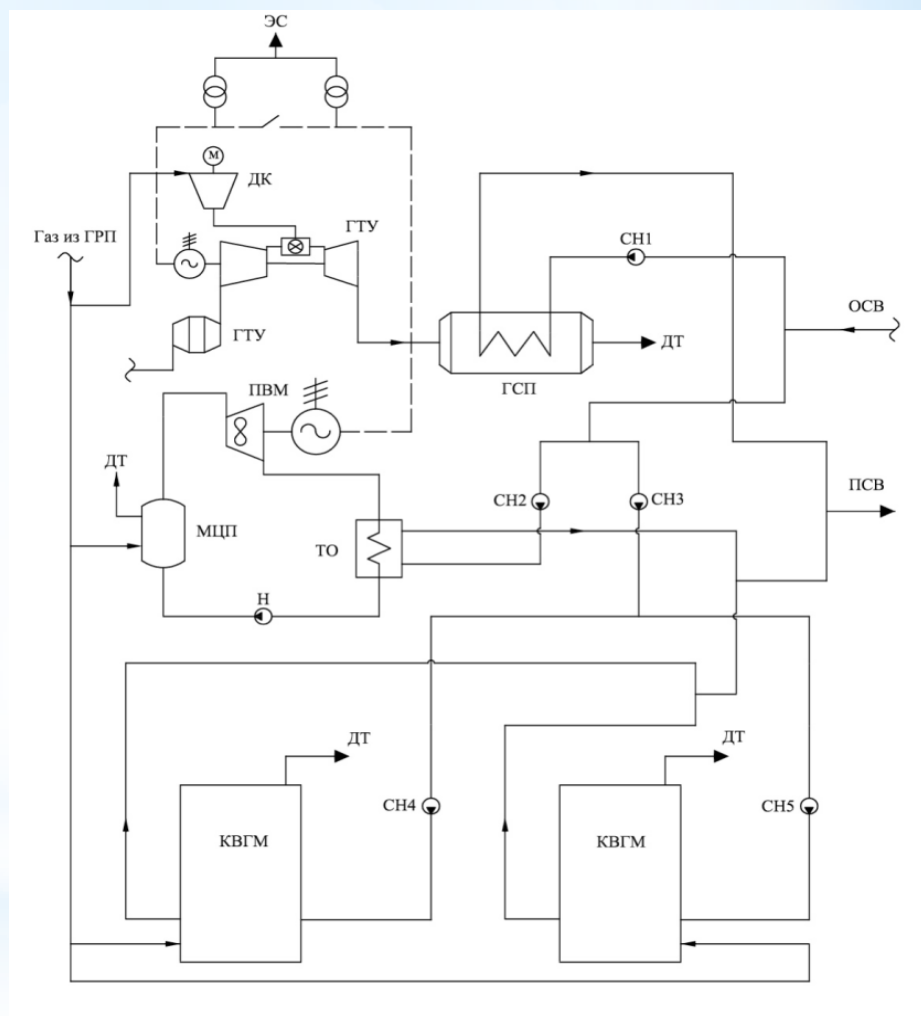 ЭС
М
ДК
ГТУ
Газ из ГРП
СН1
ОСВ
ГТУ
ДТ
ГСП
ПВМ
ДТ
СН2
СН3
ПСВ
МЦП
ТО
Н
ДТ
ДТ
СН4
СН5
КВГМ
КВГМ